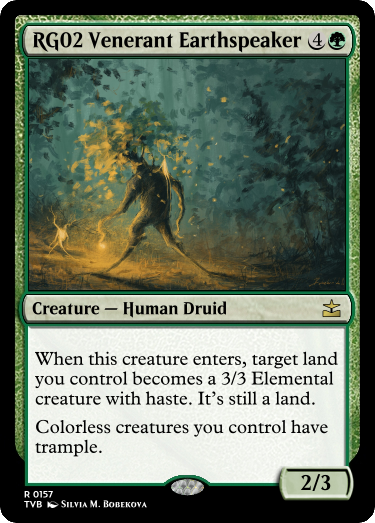 RG02 Venerant Earthspeaker 4
Creature — Human Druid
When this creature enters, target land
you control becomes a 3/3 Elemental
creature with haste. It's still a land.
Colorless creatures you control have
trample.
2/3
R 0157
TVB Silvia M. Bobekova